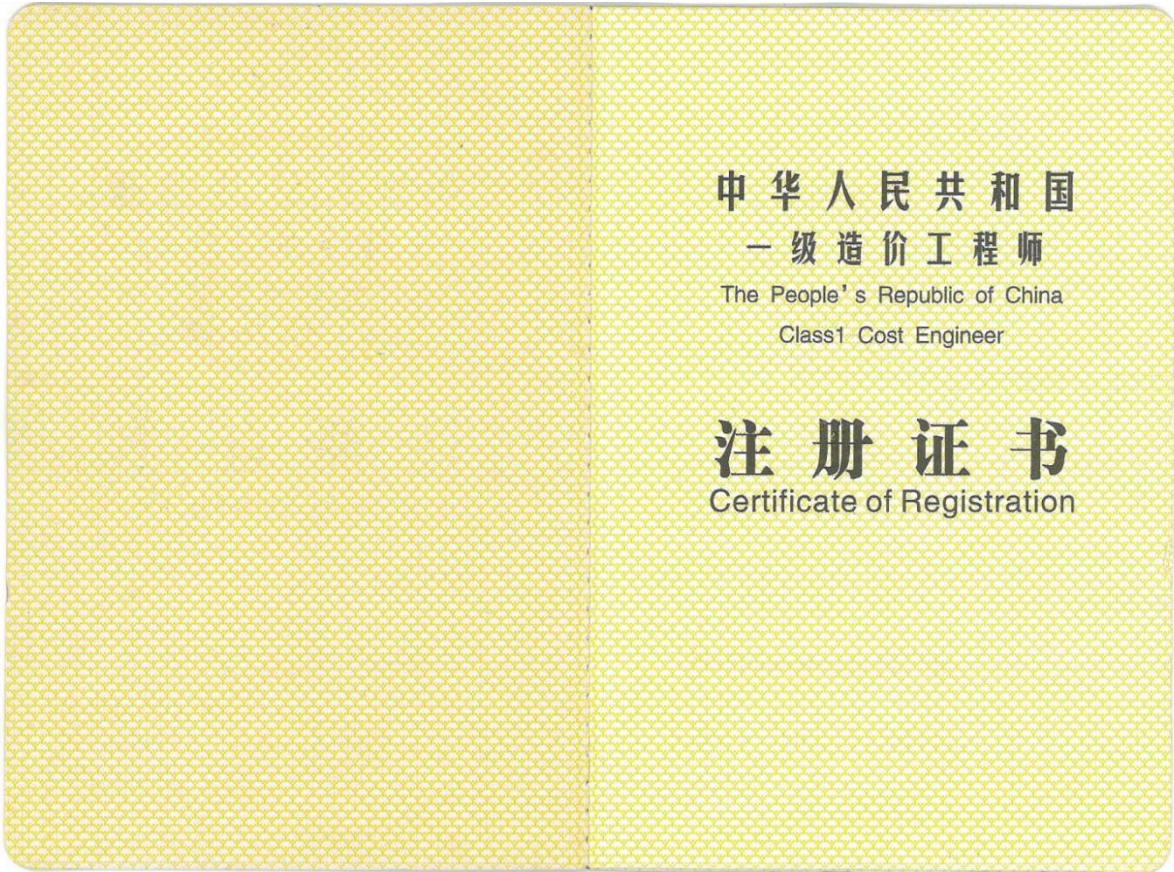 中华人民共和国
一级造价工程师
The People's Republic of China
Class1 Cost Engineer
注册证书
Certificate of Registration